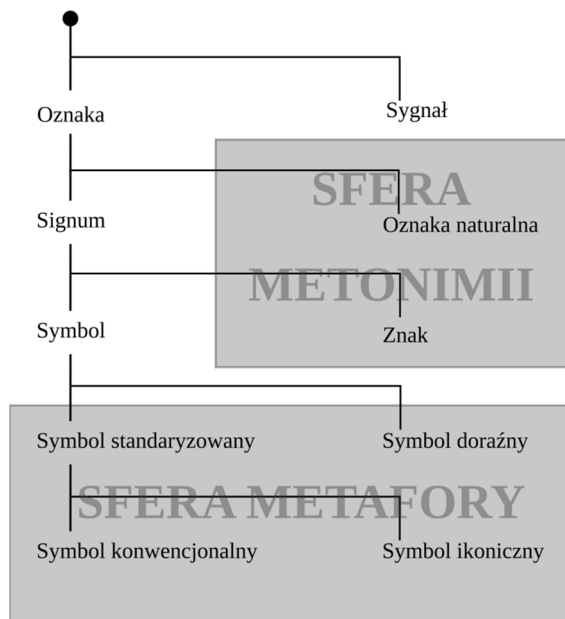 Oznaka
Sygnał
SFERA
Signum
Oznaka naturalna
METONIMII
Symbol
Znak
Symbol standaryzowany
Symbol doraźny
SFERA METAFORY
Symbol konwencjonalny
Symbol ikoniczny